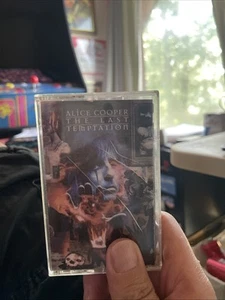 ALICE COOPER
THE LAST
TEMPTATION